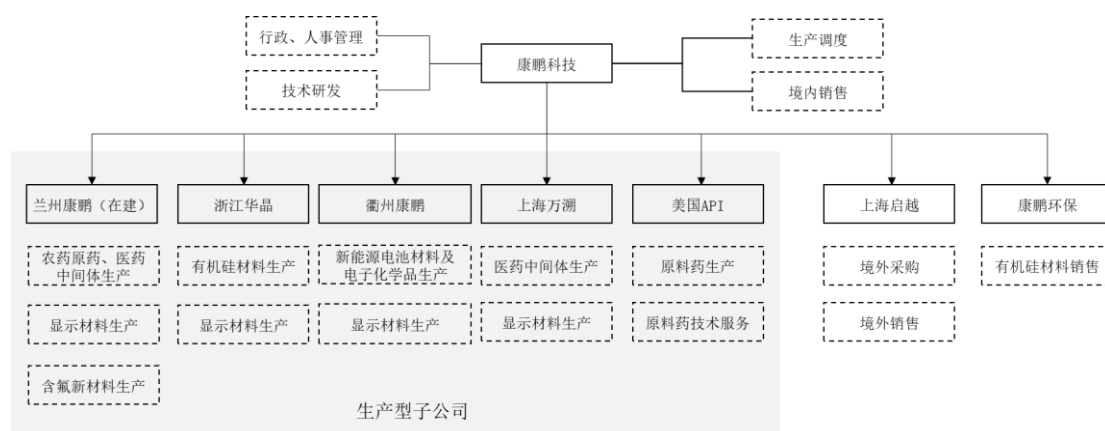 行政、人事管理
技术研发
康鹏科技
生产调度
境内销售
兰州康鹏（在建）
浙江华晶
衢州康鹏
上海万溯
美国API
上海启越
康鹏环保
农药原药、医药
中间体生产
有机硅材料生产
新能源电池材料及
电子化学品生产
医药中间体生产
原料药生产
境外采购
有机硅材料销售
显示材料生产
显示材料生产
显示材料生产
显示材料生产
原料药技术服务
境外销售
含氟新材料生产
生产型子公司